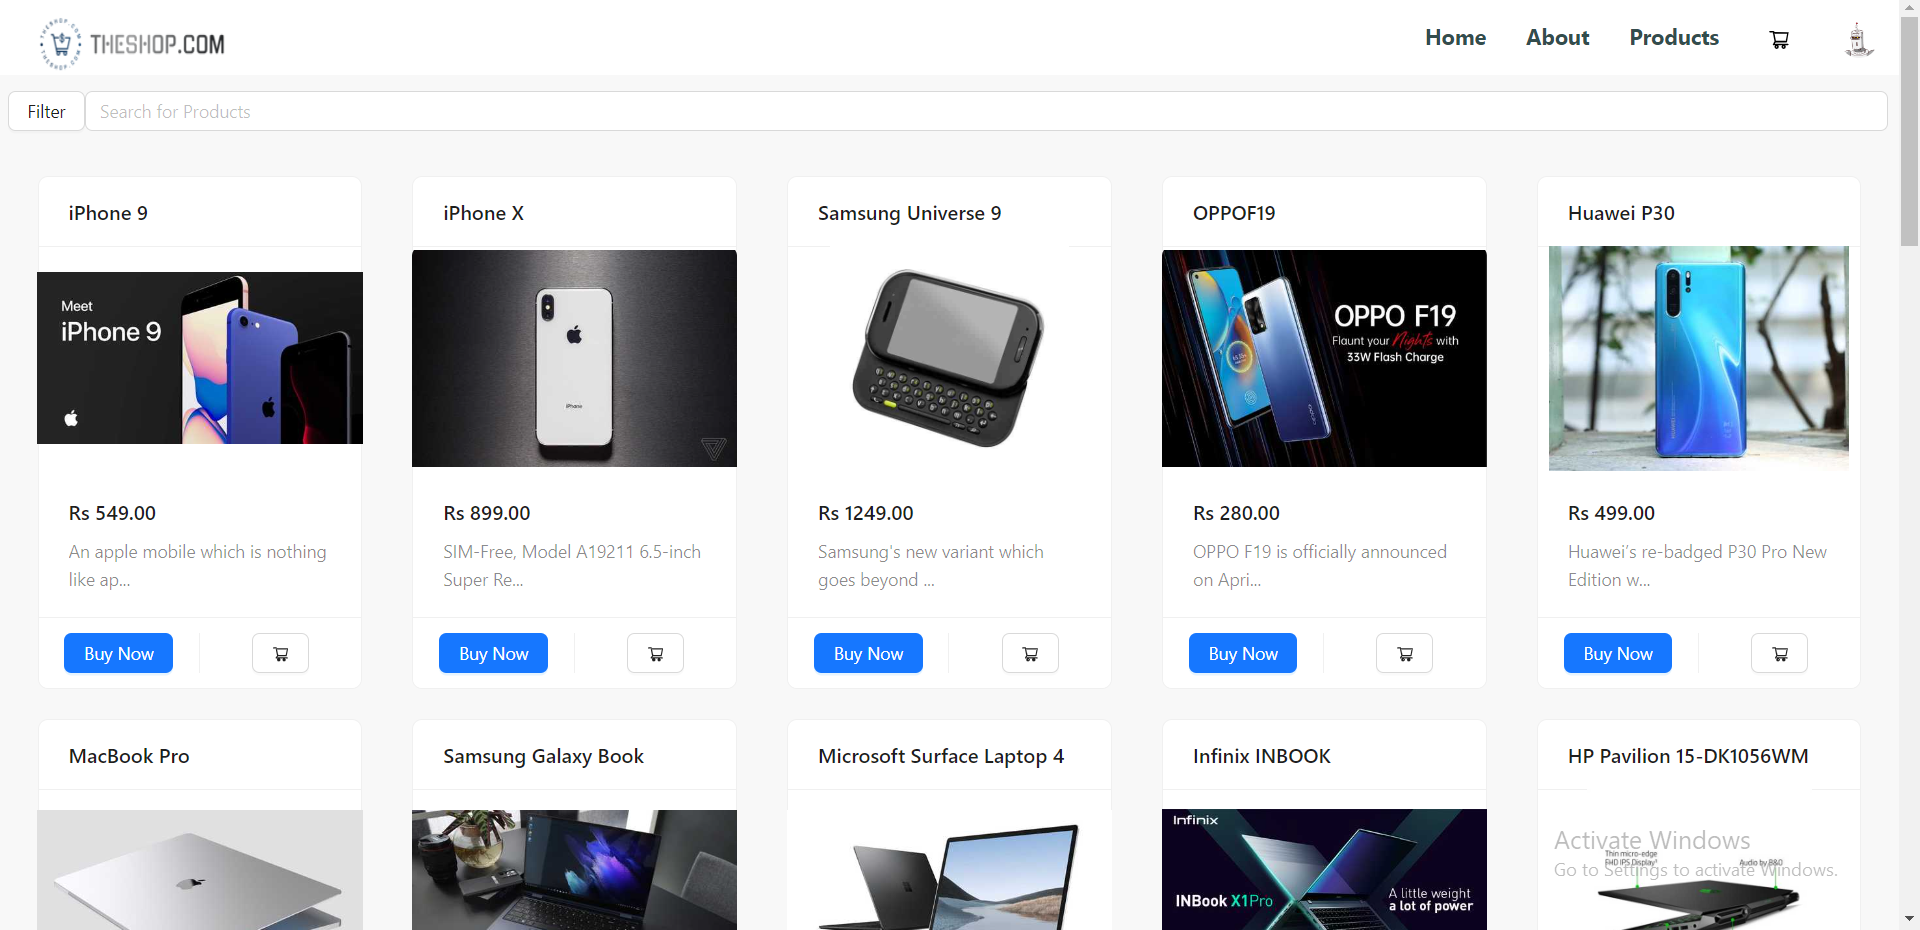 THESHOP.COM
Home About Products
Filter
Search for Products
iPhone 9
Meet
iPhone 9
Rs 549.00
An apple mobile which is nothing
like ap...
Buy Now
iPhone X
iPhone
Rs 899.00
SIM-Free, Model A19211 6.5-inch
Super Re...
Buy Now
Samsung Universe 9
Rs 1249.00
Samsung's new variant which
goes beyond ...
Buy Now
OPPOF19
OPPO F19
Flaunt your Nights with
33W Flash Charge
Rs 280.00
OPPO F19 is officially announced
on Apri...
Buy Now
Huawei P30
Rs 499.00
Huawei’s re-badged P30 Pro New
Edition w...
Buy Now
MacBook Pro
Samsung Galaxy Book
Microsoft Surface Laptop 4
Infinix INBOOK
Infinix
INBook X1Pro
A little weight
a lot of power
HP Pavilion 15-DK1056WM
Thin micro-edge
FHD IPS Display
Audio by B&O
Activate Windows
Go to Settings to activate Windows.